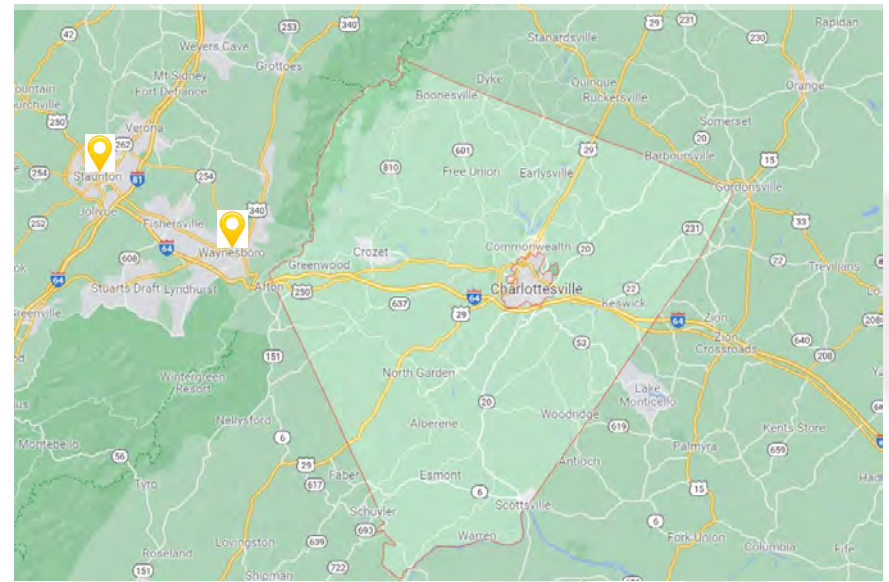 29
231
340
Rapidan
42
253
Stanardsville
230
Weyers Cave
Grottoes
Mt Sidney
Fort Defiance
Dyke
Quinque
Ruckersville
Orange
Boonesville
250
Verona
262
Somerset
20
601
29
Barboursville
15
254
Staunton
81
254
810
Free Union
Earlysville
Gordonsville
Jolivue
340
252
Fishersville
33
231
Waynesboro
64
608
Crozet
Commonwealth
20
22
Trevilians
64
Greenwood
Stuarts Draft
Lyndhurst
Afton
250
637
64
Charlottesville
22
Keswick
29
64
Zion
208
53
Zion
Crossroads
640
208
151
North Garden
Wintergreen
Resort
Lake
Monticello
20
Nellysford
Alberene
Woodridge
619
Kents Store
6
Montebello
56
29
Palmyra
659
Antioch
Faber
Esmont
Tyro
617
6
15
Scottsville
Schuyler
693
6
Warren
Fork Union
Columbia
Fife
Lovingston
639
Roseland
722
151
Shipman